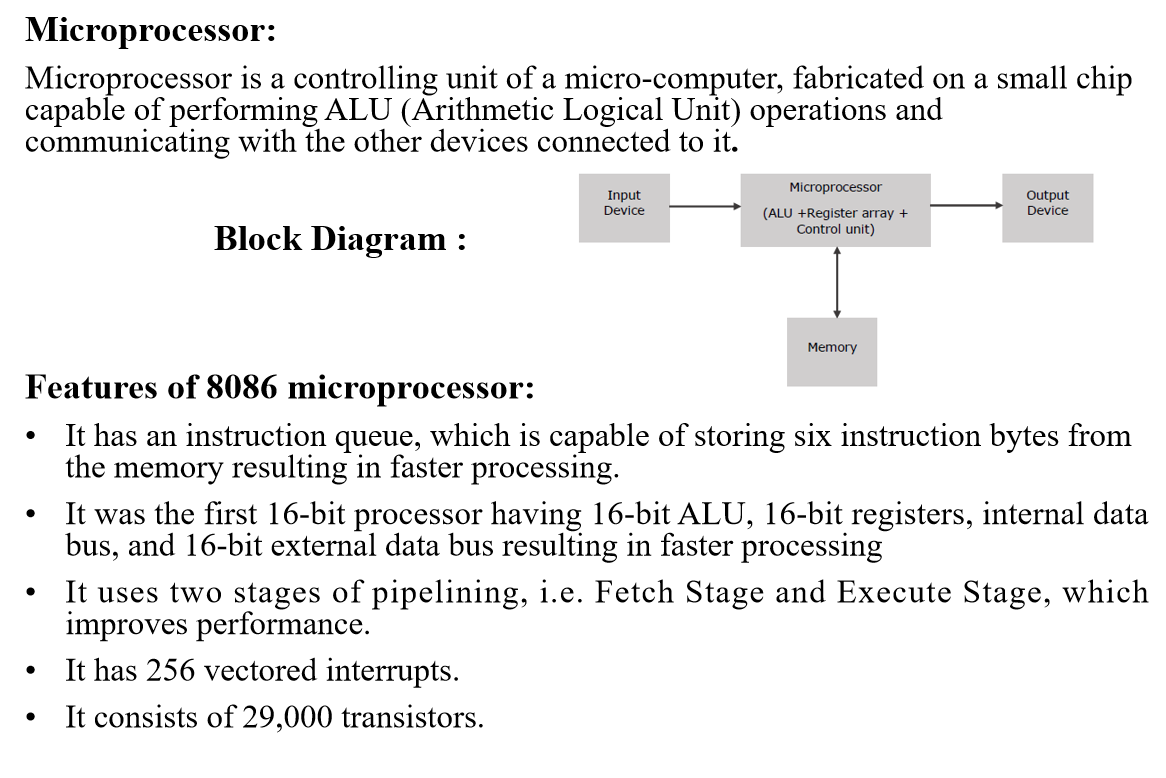 Microprocessor:
Microprocessor is a controlling unit of a micro-computer, fabricated on a small chip
capable of performing ALU (Arithmetic Logical Unit) operations and
communicating with the other devices connected to it.
Block Diagram :
Input
Device
Microprocessor
(ALU +Register array +
Control unit)
Output
Device
Memory
Features of 8086 microprocessor:
• It has an instruction queue, which is capable of storing six instruction bytes from
the memory resulting in faster processing.
• It was the first 16-bit processor having 16-bit ALU, 16-bit registers, internal data
bus, and 16-bit external data bus resulting in faster processing
• It uses two stages of pipelining, i.e. Fetch Stage and Execute Stage, which
improves performance.
• It has 256 vectored interrupts.
• It consists of 29,000 transistors.